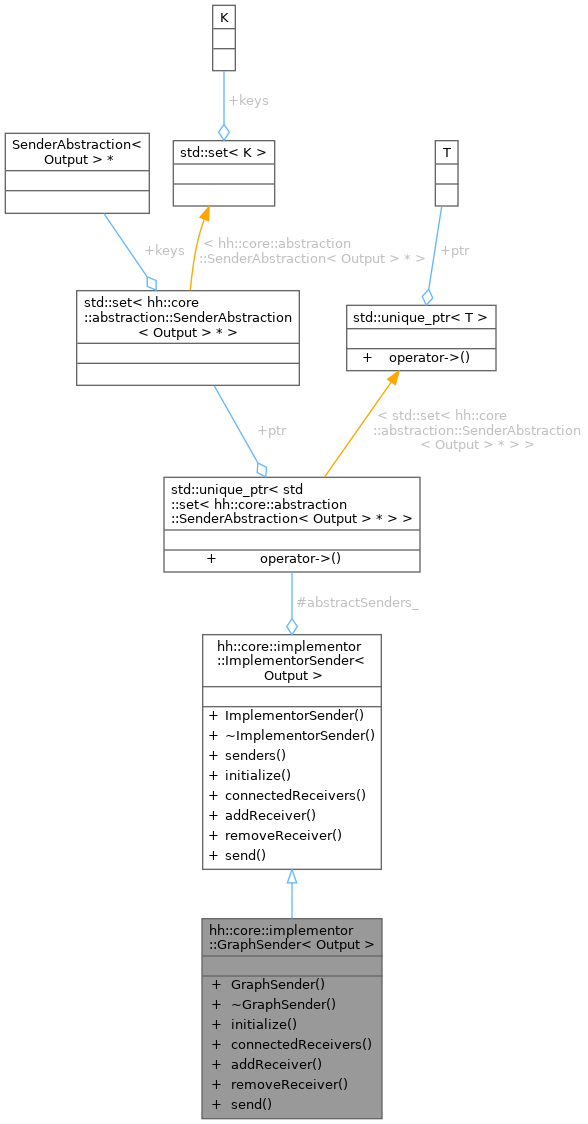 K
+keys
SenderAbstraction<
Output > *
std::set< K >
T
+keys
< hh::core::abstraction
::SenderAbstraction< Output > * >
+ptr
std::set< hh::core
::abstraction::SenderAbstraction
< Output > * >
std::unique_ptr< T >
+ operator->()
+ptr
< std::set< hh::core
::abstraction::SenderAbstraction
< Output > * > >
std::unique_ptr< std
::set< hh::core::abstraction
::SenderAbstraction< Output > * > >
+ operator->()
#abstractSenders_
hh::core::implementor
::ImplementorSender<
Output >
+ ImplementorSender()
+ ~ImplementorSender()
+ senders()
+ initialize()
+ connectedReceivers()
+ addReceiver()
+ removeReceiver()
+ send()
hh::core::implementor
::GraphSender< Output >
+ GraphSender()
+ ~GraphSender()
+ initialize()
+ connectedReceivers()
+ addReceiver()
+ removeReceiver()
+ send()